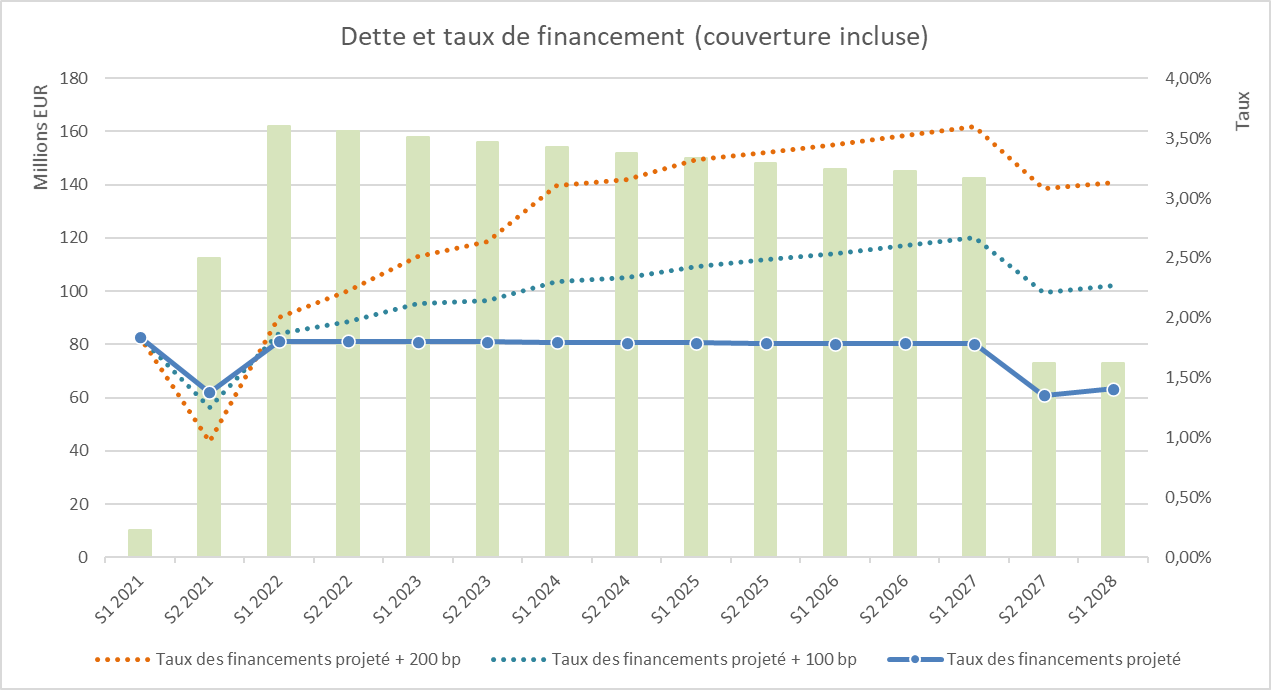 Dette et taux de financement (couverture incluse)
Millions EUR
180
160
140
120
100
80
60
40
20
0
Taux
4,00%
3,50%
3,00%
2,50%
2,00%
1,50%
1,00%
0,50%
0,00%
S1 2021
S2 2021
S1 2022
S2 2022
S1 2023
S2 2023
S1 2024
S2 2024
S1 2025
S2 2025
S1 2026
S2 2026
S1 2027
S2 2027
S1 2028
Taux des financements projeté + 200 bp
Taux des financements projeté + 100 bp
Taux des financements projeté